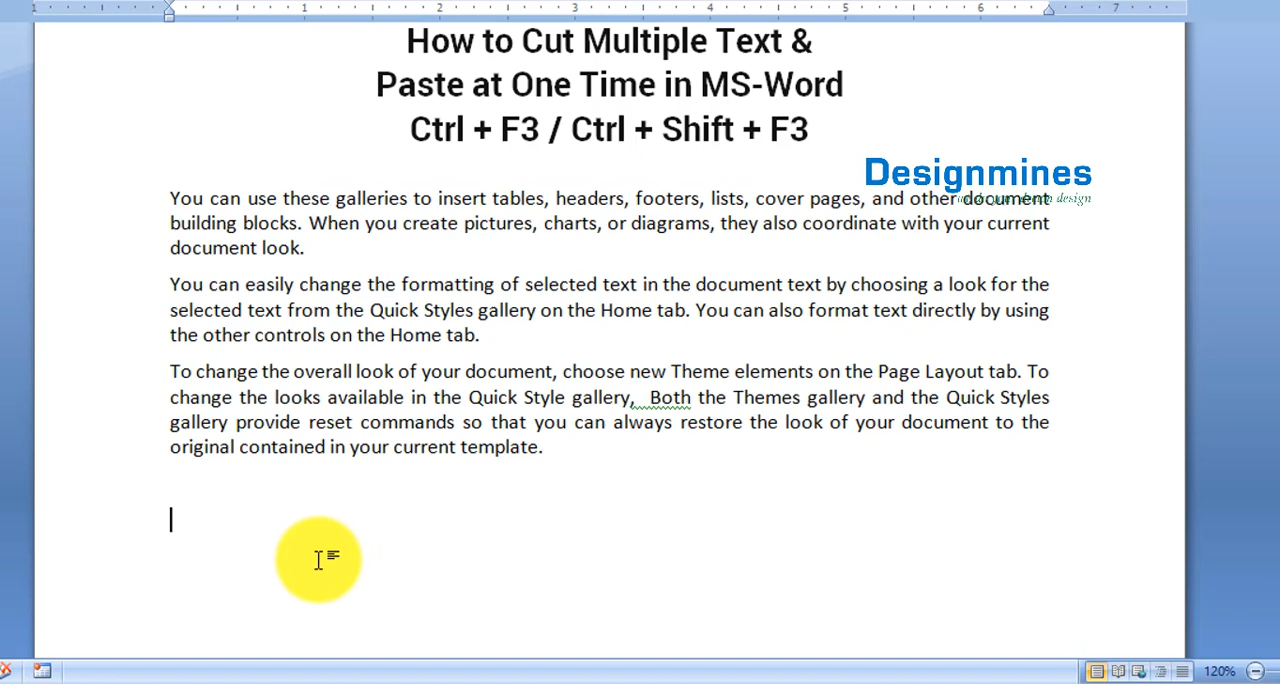 1 1 2 3 4 5 6 7
How to Cut Multiple Text &
Paste at One Time in MS-Word
Ctrl + F3 / Ctrl + Shift + F3
Designmines
You can use these galleries to insert tables, headers, footers, lists, cover pages, and other document
building blocks. When you create pictures, charts, or diagrams, they also coordinate with your current
document look.
You can easily change the formatting of selected text in the document text by choosing a look for the
selected text from the Quick Styles gallery on the Home tab. You can also format text directly by using
the other controls on the Home tab.
To change the overall look of your document, choose new Theme elements on the Page Layout tab. To
change the looks available in the Quick Style gallery,  Both the Themes gallery and the Quick Styles
gallery provide reset commands so that you can always restore the look of your document to the
original contained in your current template.
120%